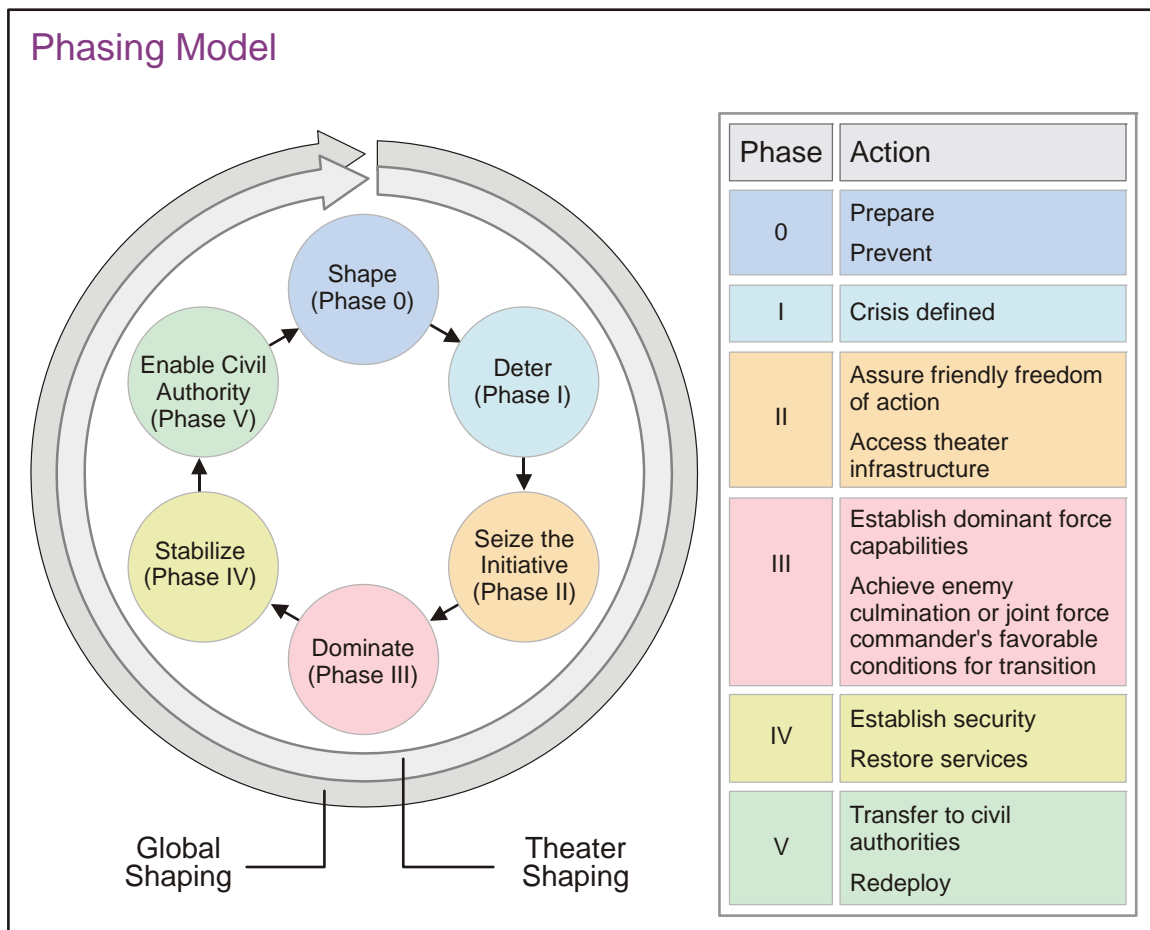 Phasing Model
Shape
(Phase 0)
Deter
(Phase I)
Seize the
Initiative
(Phase II)
Dominate
(Phase III)
Stabilize
(Phase IV)
Enable Civil
Authority
(Phase V)
Global
Shaping
Theater
Shaping
Phase Action
0
Prepare
Prevent
I
Crisis defined
II
Assure friendly freedom
of action
Access theater
infrastructure
III
Establish dominant force
capabilities
Achieve enemy
culmination or joint force
commander's favorable
conditions for transition
IV
Establish security
Restore services
V
Transfer to civil
authorities
Redeploy